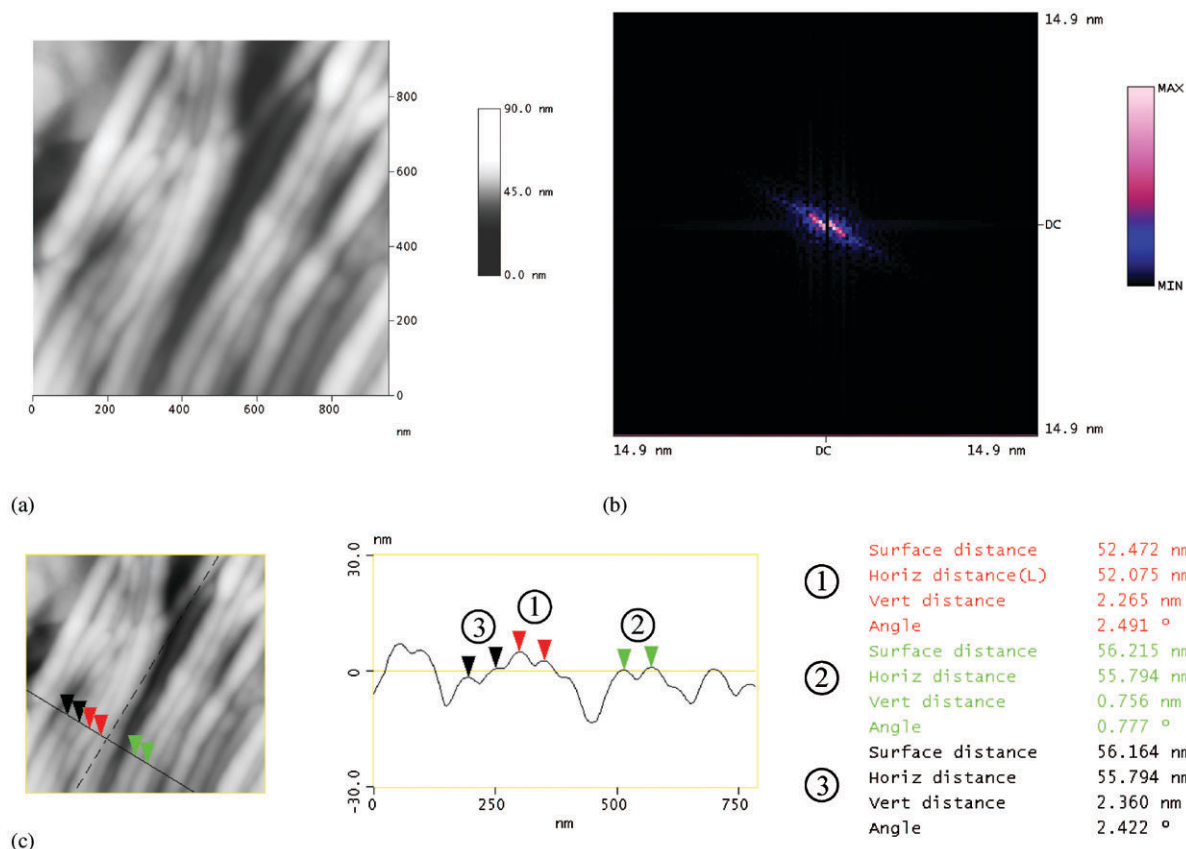 800
600
400
200
0
0
200
400
600
800
nm
90.0 nm
45.0 nm
0.0 nm
(a)
14.9 nm
DC
14.9 nm
14.9 nm
DC
14.9 nm
MAX
MIN
(b)
nm
30.0
0
-30.0
0
250
500
750
nm
3
1
2
1
Surface distance 52.472 nm
Horiz distance(L) 52.075 nm
Vert distance 2.265 nm
Angle 2.491 º
2
Surface distance 56.215 nm
Horiz distance 55.794 nm
Vert distance 0.756 nm
Angle 0.777 º
3
Surface distance 56.164 nm
Horiz distance 55.794 nm
Vert distance 2.360 nm
Angle 2.422 º
(c)